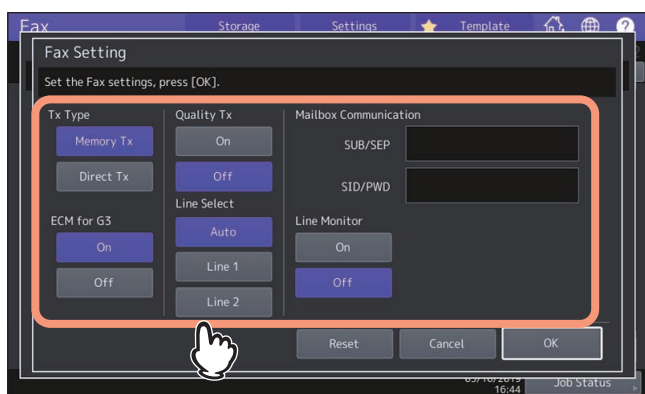 Fax
Storage
Settings
Template
?
Fax Setting
Set the Fax settings, press [OK].
Tx Type
Memory Tx
Direct Tx
ECM for G3
On
Off
Quality Tx
On
Off
Line Select
Auto
Line 1
Line 2
Mailbox Communication
SUB/SEP
SID/PWD
Line Monitor
On
Off
Reset
Cancel
OK
16:44
Job Status